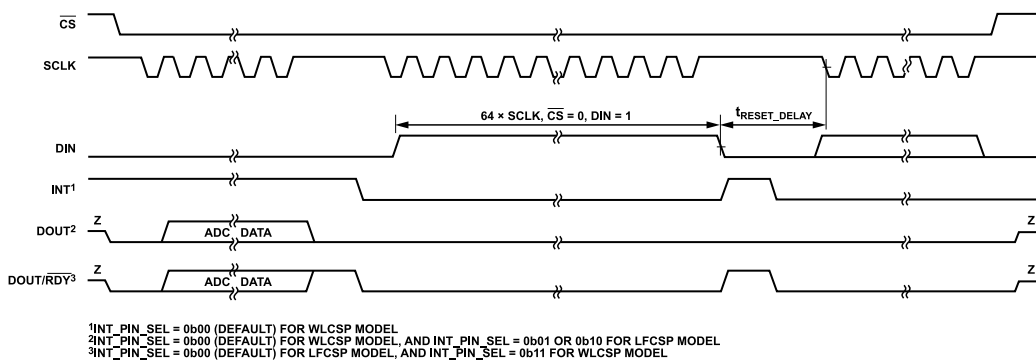 CS
SCLK
64 × SCLK, CS = 0, DIN = 1
tRESET_DELAY
DIN
INT1
Z
Z
DOUT2
ADC DATA
Z
Z
DOUT/RDY3
ADC DATA
1INT_PIN_SEL = 0b00 (DEFAULT) FOR WLCSP MODEL
2INT_PIN_SEL = 0b00 (DEFAULT) FOR WLCSP MODEL, AND INT_PIN_SEL = 0b01 OR 0b10 FOR LFCSP MODEL
3INT_PIN_SEL = 0b00 (DEFAULT) FOR LFCSP MODEL, AND INT_PIN_SEL = 0b11 FOR WLCSP MODEL